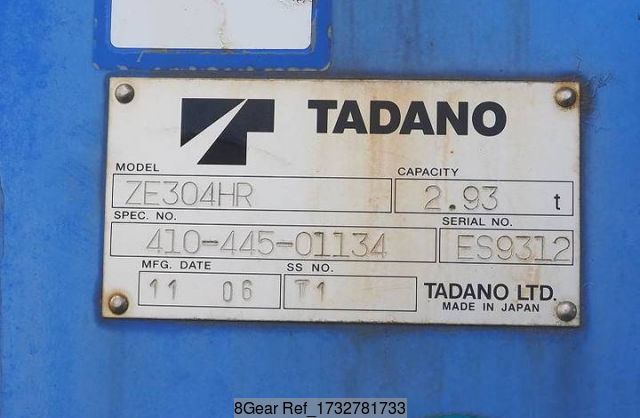 TADANO
MODEL CAPACITY
ZE304HR 2.93 t
SPEC. NO. SERIAL NO.
410-445-01134 ES9312
MFG. DATE SS NO.
11 06 T1 TADANO LTD.
MADE IN JAPAN
8Gear Ref_1732781733